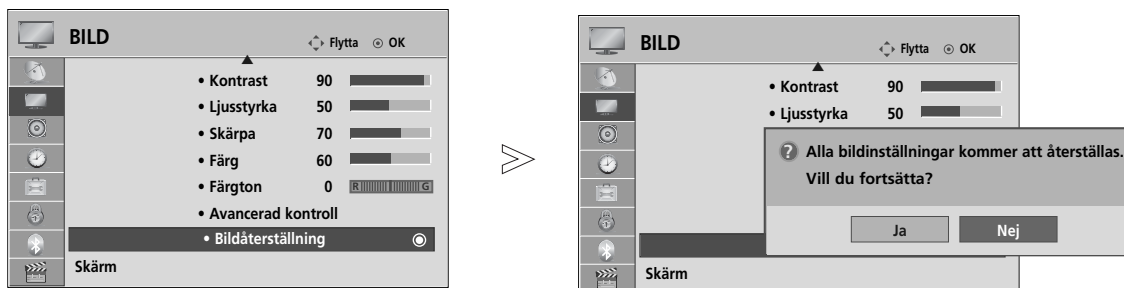 BILD
Flytta OK
• Kontrast 90
• Ljusstyrka 50
• Skärpa 70
• Färg 60
• Färgton 0 R G
• Avancerad kontroll
• Bildåterställning
Skärm
BILD
Flytta OK
• Kontrast 90
• Ljusstyrka 50
? Alla bildinställningar kommer att återställas.
Vill du fortsätta?
Ja Nej
Skärm